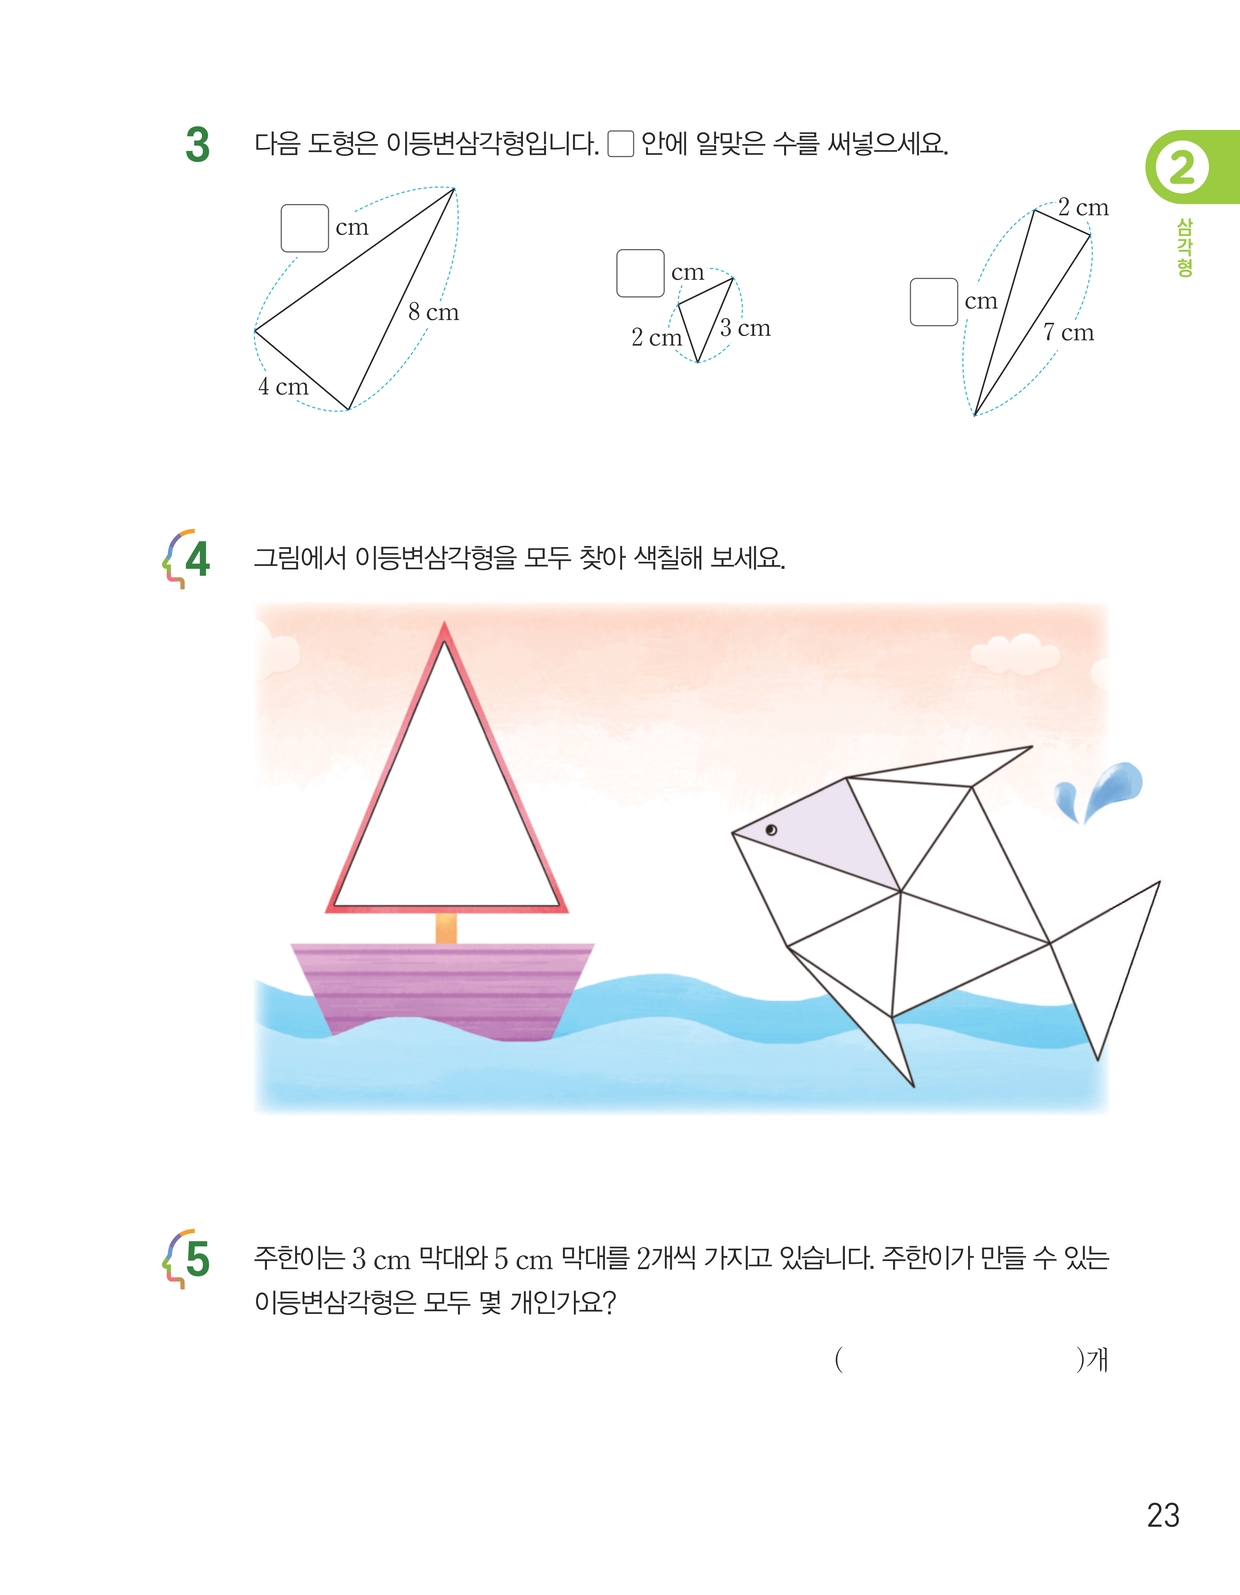 3 다음 도형은 이등변삼각형입니다. □ 안에 알맞은 수를 써넣으세요.
□ cm
8 cm
4 cm
□ cm
2 cm
3 cm
2 cm
□ cm
7 cm
2
삼각형
4 그림에서 이등변삼각형을 모두 찾아 색칠해 보세요.
5 주한이는 3 cm 막대와 5 cm 막대를 2개씩 가지고 있습니다. 주한이가 만들 수 있는
이등변삼각형은 모두 몇 개인가요?
( )개
23